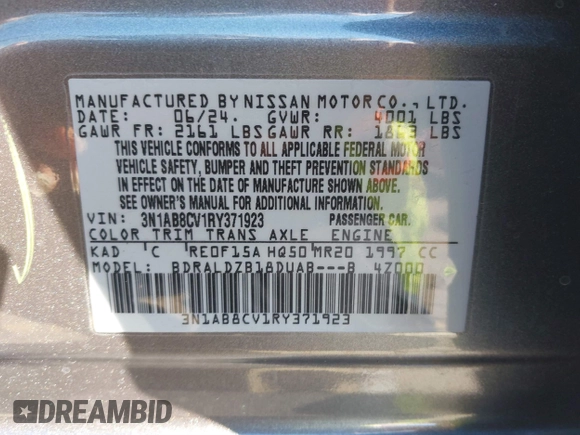 MANUFACTURED BY NISSAN MOTOR CO., LTD.
DATE: 06/24. GVWR: 4001 LBS
GAWR FR: 2161 LBS GAWR RR: 1863 LBS
THIS VEHICLE CONFORMS TO ALL APPLICABLE FEDERAL MOTOR
VEHICLE SAFETY, BUMPER AND THEFT PREVENTION STANDARDS
IN EFFECT ON THE DATE OF MANUFACTURE SHOWN ABOVE.
SEE OWNER'S MANUAL FOR ADDITIONAL INFORMATION.
VIN: 3N1AB8CV1RY371923 PASSENGER CAR.
COLOR TRIM TRANS AXLE ENGINE
KAD C RE0F15A HQ50 MR20 1997 CC
MODEL: BDRALDZB18DUAB---B 4Z000
3N1AB8CV1RY371923
DREAMBID